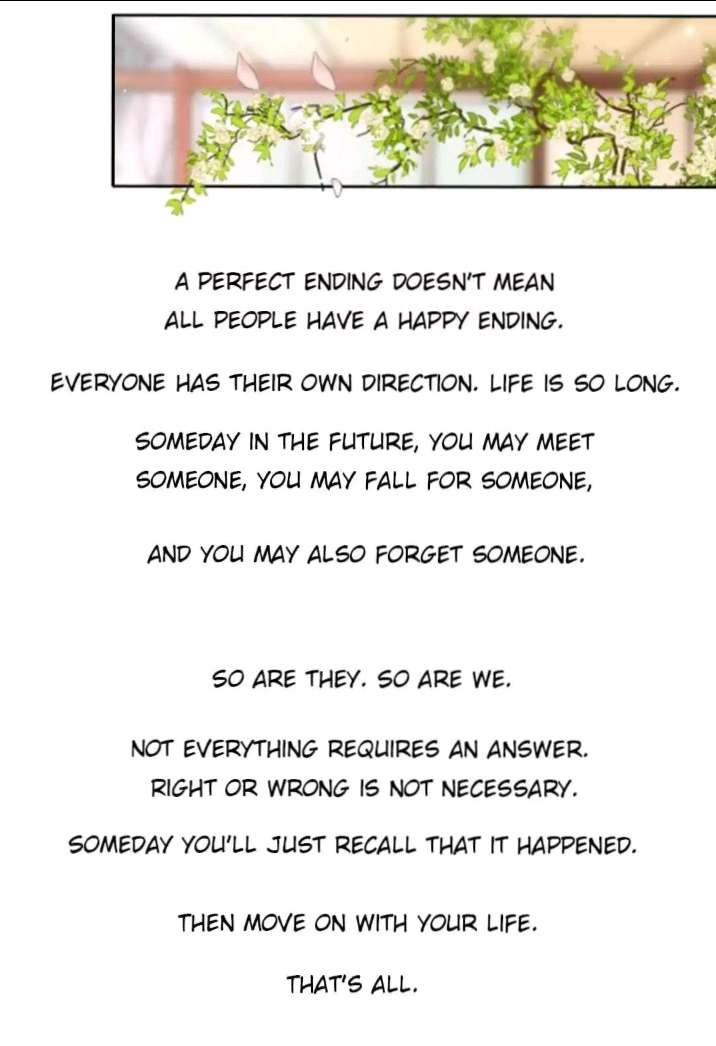 A PERFECT ENDING DOESN'T MEAN
ALL PEOPLE HAVE A HAPPY ENDING.
EVERYONE HAS THEIR OWN DIRECTION. LIFE IS SO LONG.
SOMEDAY IN THE FUTURE, YOU MAY MEET
SOMEONE, YOU MAY FALL FOR SOMEONE,
AND YOU MAY ALSO FORGET SOMEONE.
SO ARE THEY. SO ARE WE.
NOT EVERYTHING REQUIRES AN ANSWER.
RIGHT OR WRONG IS NOT NECESSARY.
SOMEDAY YOU'LL JUST RECALL THAT IT HAPPENED.
THEN MOVE ON WITH YOUR LIFE.
THAT'S ALL.